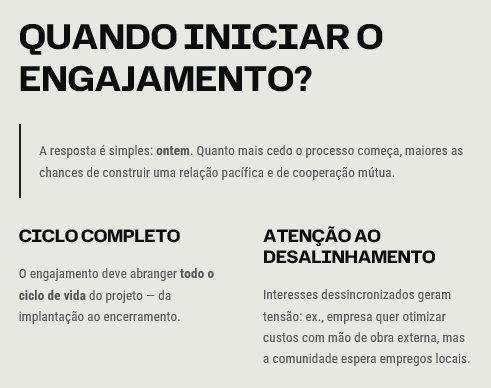 QUANDO INICIAR O
ENGAJAMENTO?
A resposta é simples: ontem. Quanto mais cedo o processo começa, maiores as
chances de construir uma relação pacífica e de cooperação mútua.
CICLO COMPLETO
O engajamento deve abranger todo o
ciclo de vida do projeto — da
implantação ao encerramento.
ATENÇÃO AO
DESALINHAMENTO
Interesses dessincronizados geram
tensão: ex., empresa quer otimizar
custos com mão de obra externa, mas
a comunidade espera empregos locais.